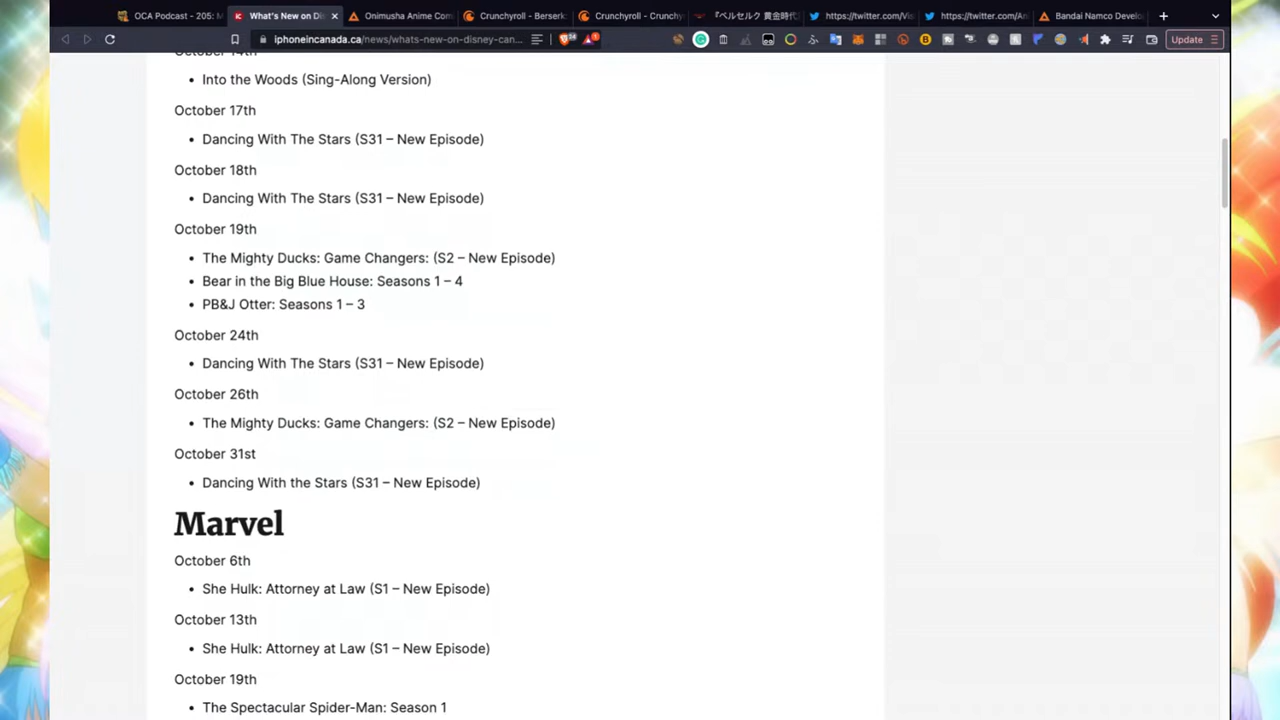 OCA Podcast - 205: M
What's New on Di
Onimusha Anime Com
Crunchyroll - Berserk:
Crunchyroll - Crunchy
『ベルセルク 黄金時代
https://twitter.com/Vis
https://twitter.com/An
Bandai Namco Develo
iphoneincanada.ca/news/whats-new-on-disney-can...
Update
October 14th
Into the Woods (Sing-Along Version)
October 17th
Dancing With The Stars (S31 – New Episode)
October 18th
Dancing With The Stars (S31 – New Episode)
October 19th
The Mighty Ducks: Game Changers: (S2 – New Episode)
Bear in the Big Blue House: Seasons 1 – 4
PB&J Otter: Seasons 1 – 3
October 24th
Dancing With The Stars (S31 – New Episode)
October 26th
The Mighty Ducks: Game Changers: (S2 – New Episode)
October 31st
Dancing With the Stars (S31 – New Episode)
Marvel
October 6th
She Hulk: Attorney at Law (S1 – New Episode)
October 13th
She Hulk: Attorney at Law (S1 – New Episode)
October 19th
The Spectacular Spider-Man: Season 1